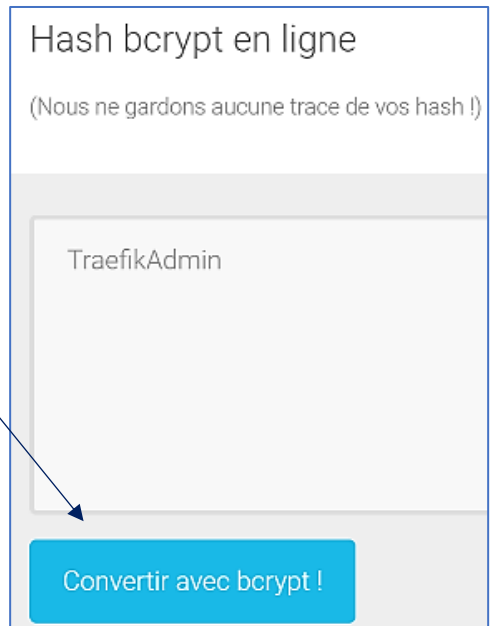 Hash bcrypt en ligne
(Nous ne gardons aucune trace de vos hash !)
TraefikAdmin
Convertir avec bcrypt !